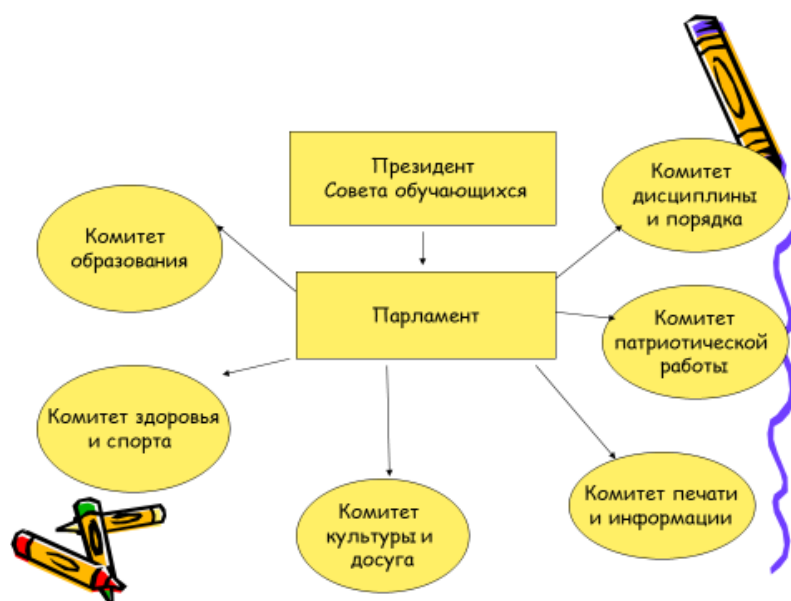 Президент
Совета обучающихся
Комитет
дисциплины
и порядка
Комитет
образования
Парламент
Комитет
патриотической
работы
Комитет здоровья
и спорта
Комитет
культуры и
досуга
Комитет печати
и информации